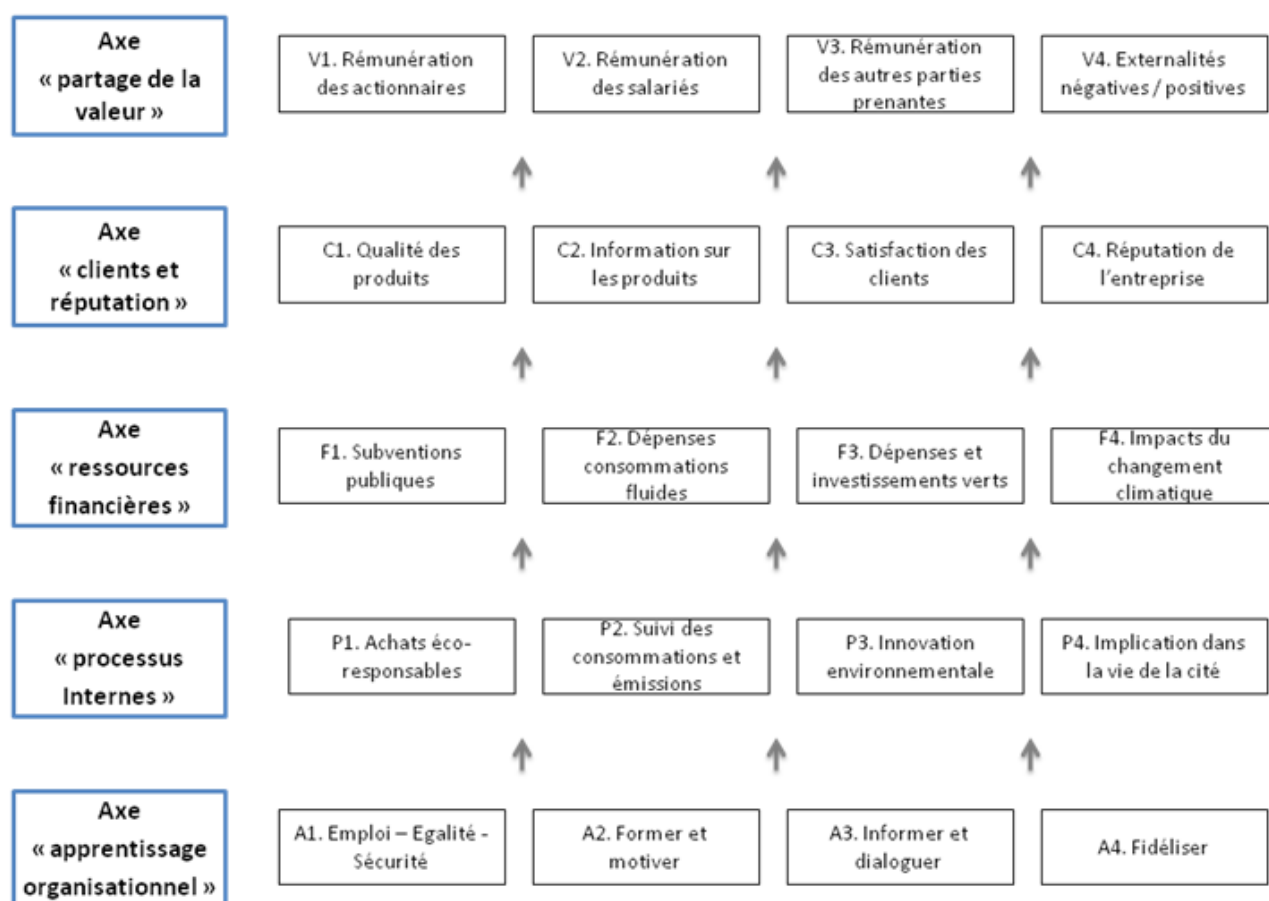 Axe
« partage de la
valeur »
V1. Rémunération
des actionnaires
V2. Rémunération
des salariés
V3. Rémunération
des autres parties
prenantes
V4. Externalités
négatives / positives
Axe
« clients et
réputation »
C1. Qualité des
produits
C2. Information sur
les produits
C3. Satisfaction des
clients
C4. Réputation de
l'entreprise
Axe
« ressources
financières »
F1. Subventions
publiques
F2. Dépenses
consommations
fluides
F3. Dépenses et
investissements verts
F4. Impacts du
changement
climatique
Axe
« processus
Internes »
P1. Achats éco-
responsables
P2. Suivi des
consommations et
émissions
P3. Innovation
environnementale
P4. Implication dans
la vie de la cité
Axe
« apprentissage
organisationnel »
A1. Emploi – Egalité -
Sécurité
A2. Former et
motiver
A3. Informer et
dialoguer
A4. Fidéliser